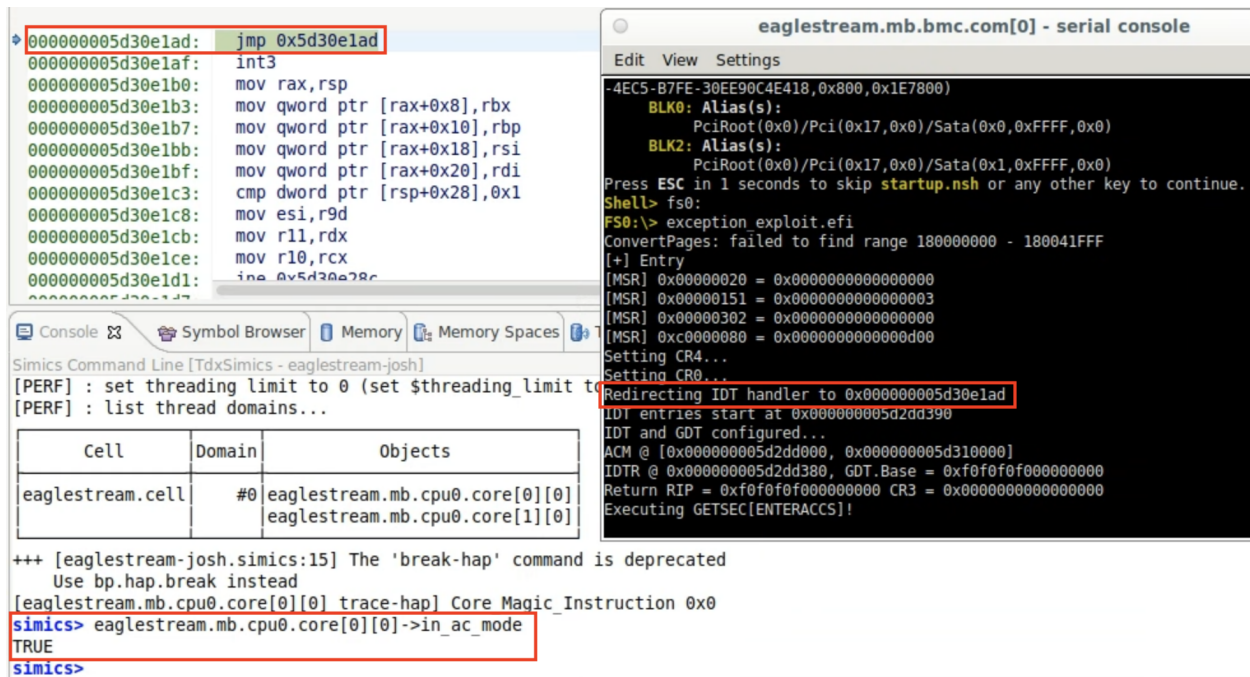 000000005d30e1ad: jmp 0x5d30e1ad
000000005d30e1af: int3
000000005d30e1b0: mov rax,rsp
000000005d30e1b3: mov qword ptr [rax+0x8],rbx
000000005d30e1b7: mov qword ptr [rax+0x10],rbp
000000005d30e1bb: mov qword ptr [rax+0x18],rsi
000000005d30e1bf: mov qword ptr [rax+0x20],rdi
000000005d30e1c3: cmp dword ptr [rsp+0x28],0x1
000000005d30e1c8: mov esi,r9d
000000005d30e1cb: mov r11,rdx
000000005d30e1ce: mov r10,rcx
000000005d30e1d1: jne 0x5d30e28c
eaglestream.mb.bmc.com[0] - serial console
Edit View Settings
-4EC5-B7FE-30EE90C4E418,0x800,0x1E7800)
BLK0: Alias(s):
PciRoot(0x0)/Pci(0x17,0x0)/Sata(0x0,0xFFFF,0x0)
BLK2: Alias(s):
PciRoot(0x0)/Pci(0x17,0x0)/Sata(0x1,0xFFFF,0x0)
Press ESC in 1 seconds to skip startup.nsh or any other key to continue.
Shell> fs0:
FS0:\> exception_exploit.efi
ConvertPages: failed to find range 180000000 - 180041FFF
[+] Entry
[MSR] 0x00000020 = 0x0000000000000000
[MSR] 0x00000151 = 0x0000000000000003
[MSR] 0x00000302 = 0x0000000000000000
[MSR] 0xc0000080 = 0x0000000000000d00
Setting CR4...
Setting CR0...
Redirecting IDT handler to 0x000000005d30e1ad
IDT entries start at 0x000000005d2dd390
IDT and GDT configured...
ACM @ [0x000000005d2dd000, 0x000000005d310000]
IDTR @ 0x000000005d2dd380, GDT.Base = 0xf0f0f0f000000000
Return RIP = 0xf0f0f0f000000000 CR3 = 0x0000000000000000
Executing GETSEC[ENTERACCS]!
Console Symbol Browser Memory Memory Spaces
Simics Command Line [TdxSimics - eaglestream-josh]
[PERF] : set threading limit to 0 (set $threading_limit to
[PERF] : list thread domains...
Cell Domain Objects
eaglestream.cell #0 eaglestream.mb.cpu0.core[0][0]
eaglestream.mb.cpu0.core[1][0]
+++ [eaglestream-josh.simics:15] The 'break-hap' command is deprecated
Use bp.hap.break instead
[eaglestream.mb.cpu0.core[0][0] trace-hap] Core Magic_Instruction 0x0
simics> eaglestream.mb.cpu0.core[0][0]->in_ac_mode
TRUE
simics>